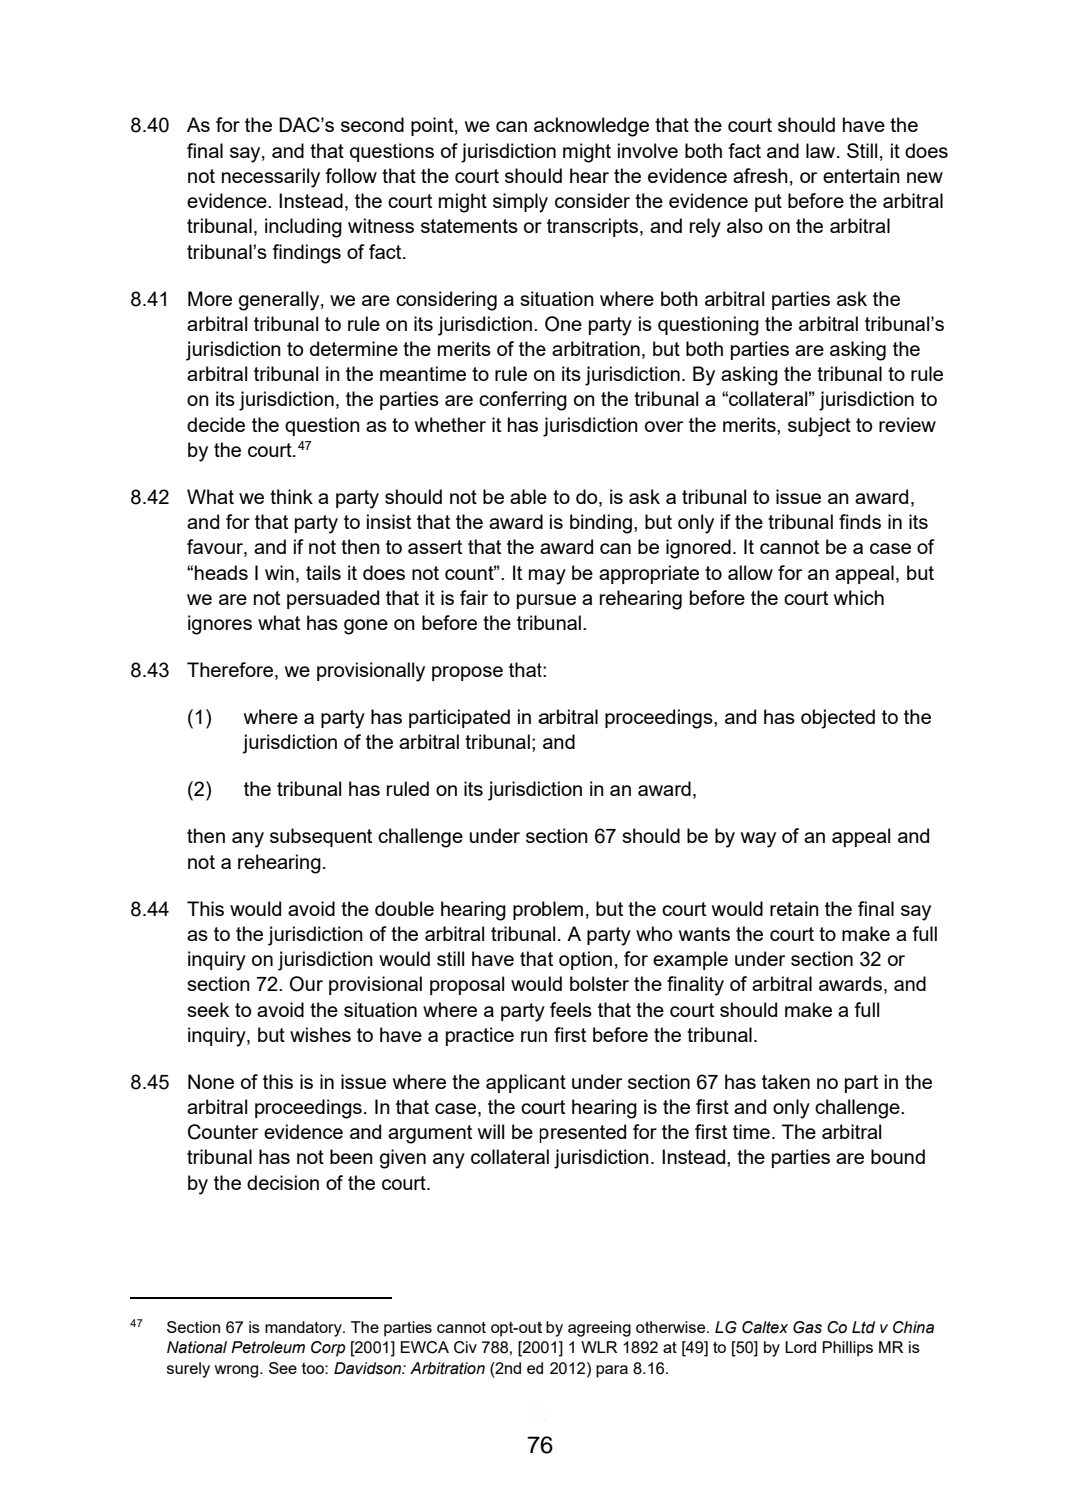 8.40 As for the DAC’s second point, we can acknowledge that the court should have the
final say, and that questions of jurisdiction might involve both fact and law. Still, it does
not necessarily follow that the court should hear the evidence afresh, or entertain new
evidence. Instead, the court might simply consider the evidence put before the arbitral
tribunal, including witness statements or transcripts, and rely also on the arbitral
tribunal’s findings of fact.
8.41 More generally, we are considering a situation where both arbitral parties ask the
arbitral tribunal to rule on its jurisdiction. One party is questioning the arbitral tribunal’s
jurisdiction to determine the merits of the arbitration, but both parties are asking the
arbitral tribunal in the meantime to rule on its jurisdiction. By asking the tribunal to rule
on its jurisdiction, the parties are conferring on the tribunal a “collateral” jurisdiction to
decide the question as to whether it has jurisdiction over the merits, subject to review
by the court.47
8.42 What we think a party should not be able to do, is ask a tribunal to issue an award,
and for that party to insist that the award is binding, but only if the tribunal finds in its
favour, and if not then to assert that the award can be ignored. It cannot be a case of
“heads I win, tails it does not count”. It may be appropriate to allow for an appeal, but
we are not persuaded that it is fair to pursue a rehearing before the court which
ignores what has gone on before the tribunal.
8.43 Therefore, we provisionally propose that:
(1) where a party has participated in arbitral proceedings, and has objected to the
jurisdiction of the arbitral tribunal; and
(2) the tribunal has ruled on its jurisdiction in an award,
then any subsequent challenge under section 67 should be by way of an appeal and
not a rehearing.
8.44 This would avoid the double hearing problem, but the court would retain the final say
as to the jurisdiction of the arbitral tribunal. A party who wants the court to make a full
inquiry on jurisdiction would still have that option, for example under section 32 or
section 72. Our provisional proposal would bolster the finality of arbitral awards, and
seek to avoid the situation where a party feels that the court should make a full
inquiry, but wishes to have a practice run first before the tribunal.
8.45 None of this is in issue where the applicant under section 67 has taken no part in the
arbitral proceedings. In that case, the court hearing is the first and only challenge.
Counter evidence and argument will be presented for the first time. The arbitral
tribunal has not been given any collateral jurisdiction. Instead, the parties are bound
by the decision of the court.
47 Section 67 is mandatory. The parties cannot opt-out by agreeing otherwise. LG Caltex Gas Co Ltd v China
National Petroleum Corp [2001] EWCA Civ 788, [2001] 1 WLR 1892 at [49] to [50] by Lord Phillips MR is
surely wrong. See too: Davidson: Arbitration (2nd ed 2012) para 8.16.
76